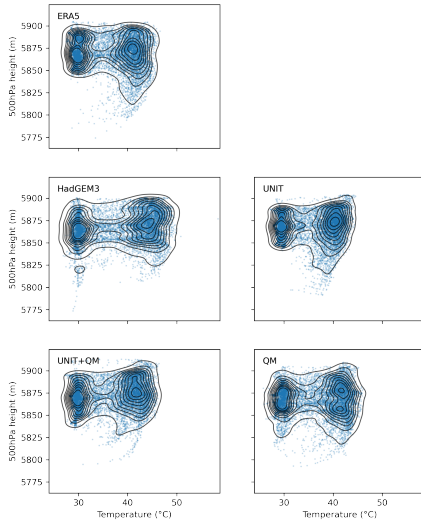 ERA5
5900
5875
5850
5825
5800
5775
500hPa height (m)
HadGEM3
5900
5875
5850
5825
5800
5775
500hPa height (m)
UNIT
UNIT+QM
5900
5875
5850
5825
5800
5775
500hPa height (m)
30 40 50
Temperature (°C)
QM
30 40 50
Temperature (°C)